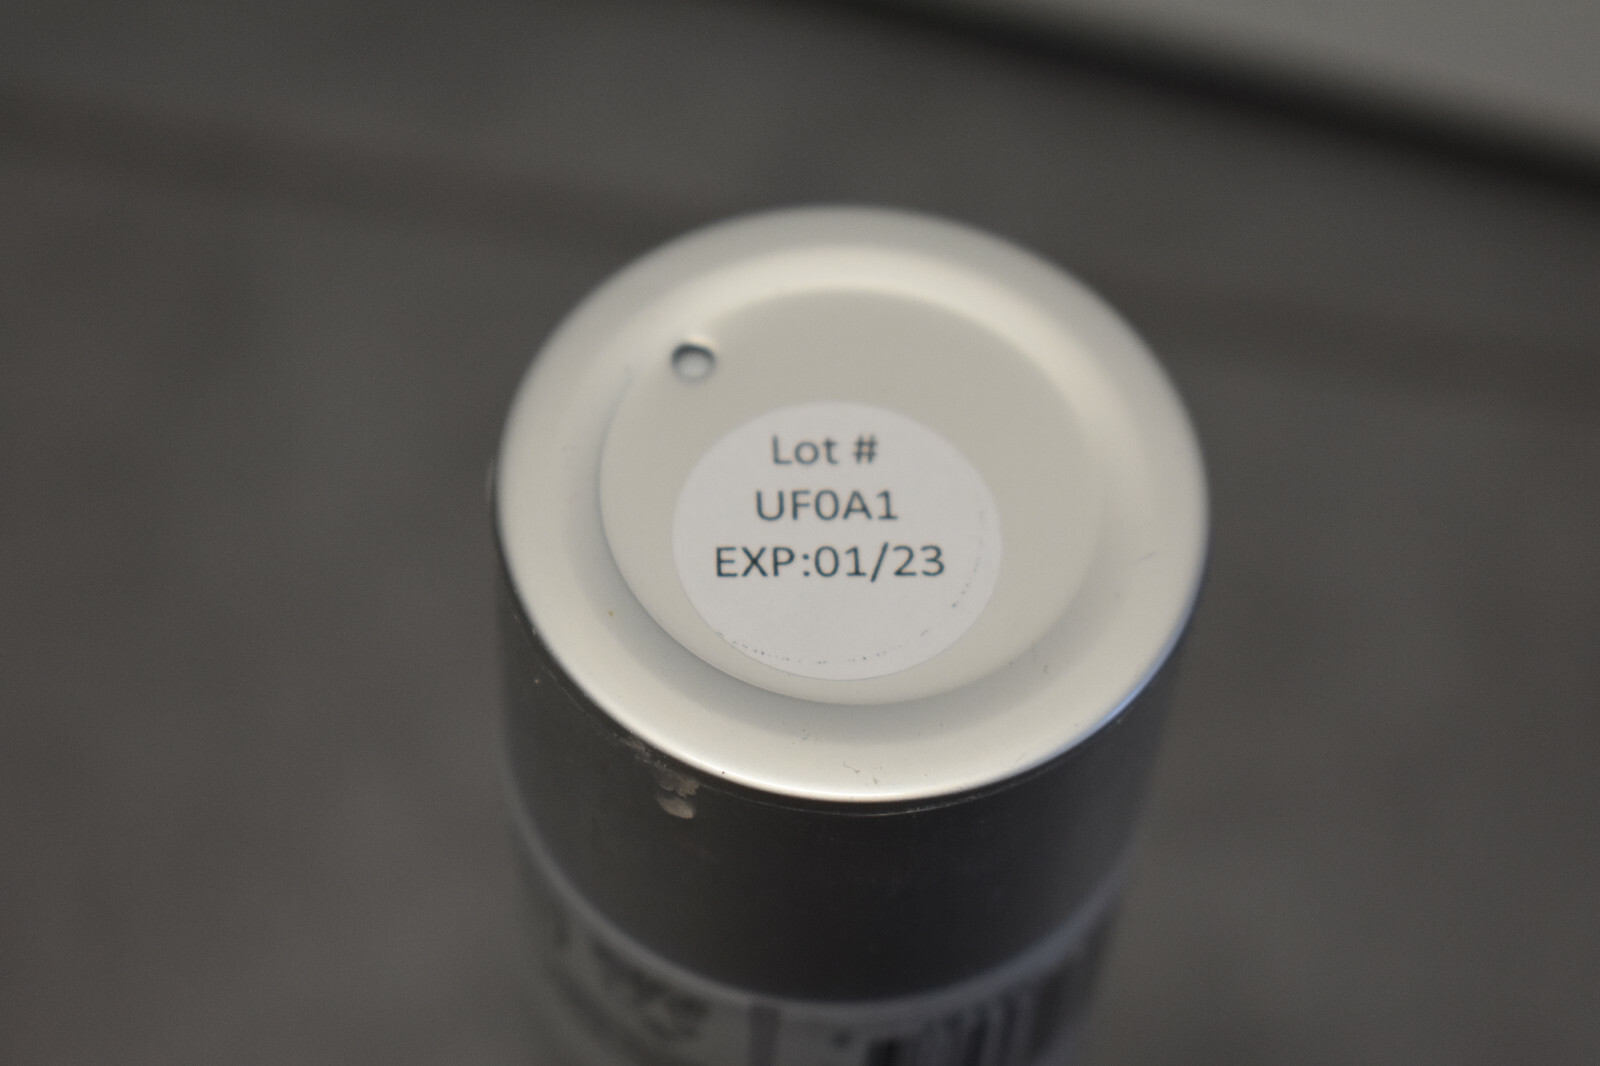 Lot #
UF0A1
EXP:01/23